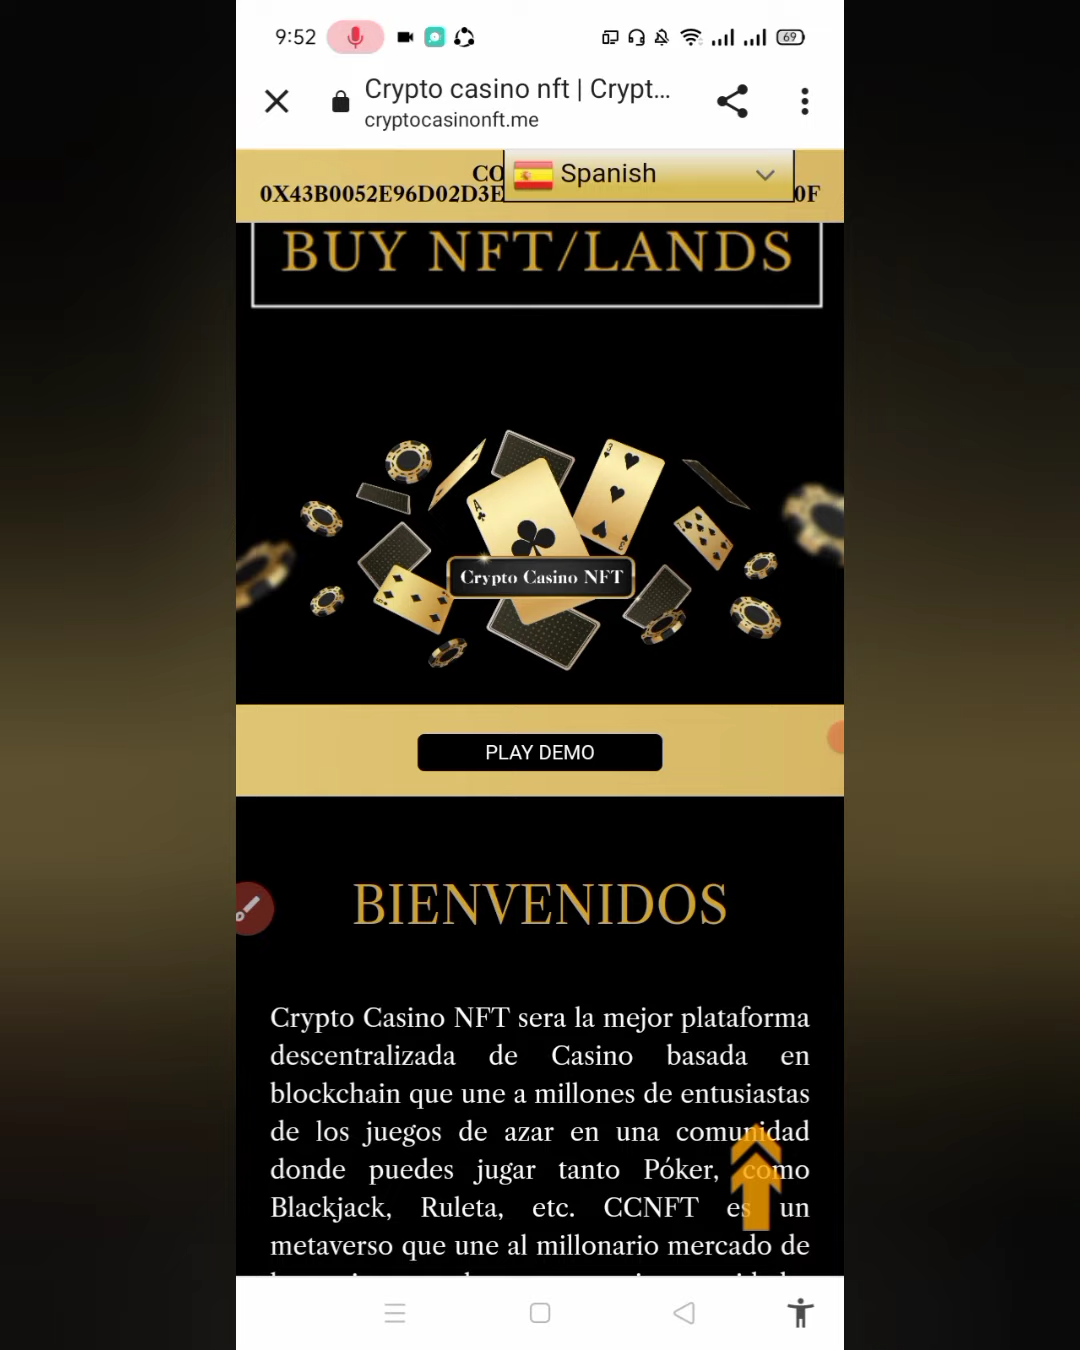 9:52
69
Crypto casino nft | Crypt...
cryptocasinonft.me
CO
Spanish
0X43B0052E96D02D3E
0F
BUY NFT/LANDS
A
3
Crypto Casino NFT
PLAY DEMO
BIENVENIDOS
Crypto Casino NFT sera la mejor plataforma
descentralizada de Casino basada en
blockchain que une a millones de entusiastas
de los juegos de azar en una comunidad
donde puedes jugar tanto Póker, como
Blackjack, Ruleta, etc. CCNFT es un
metaverso que une al millonario mercado de